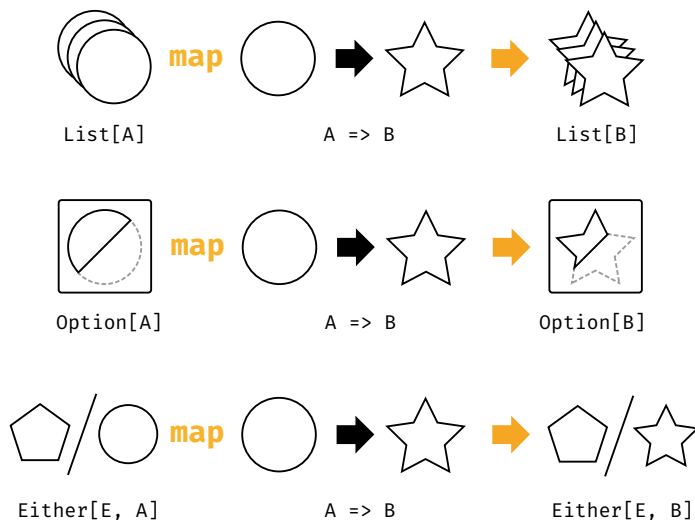 map
List[A] A => B List[B]
map
Option[A] A => B Option[B]
map
Either[E, A] A => B Either[E, B]